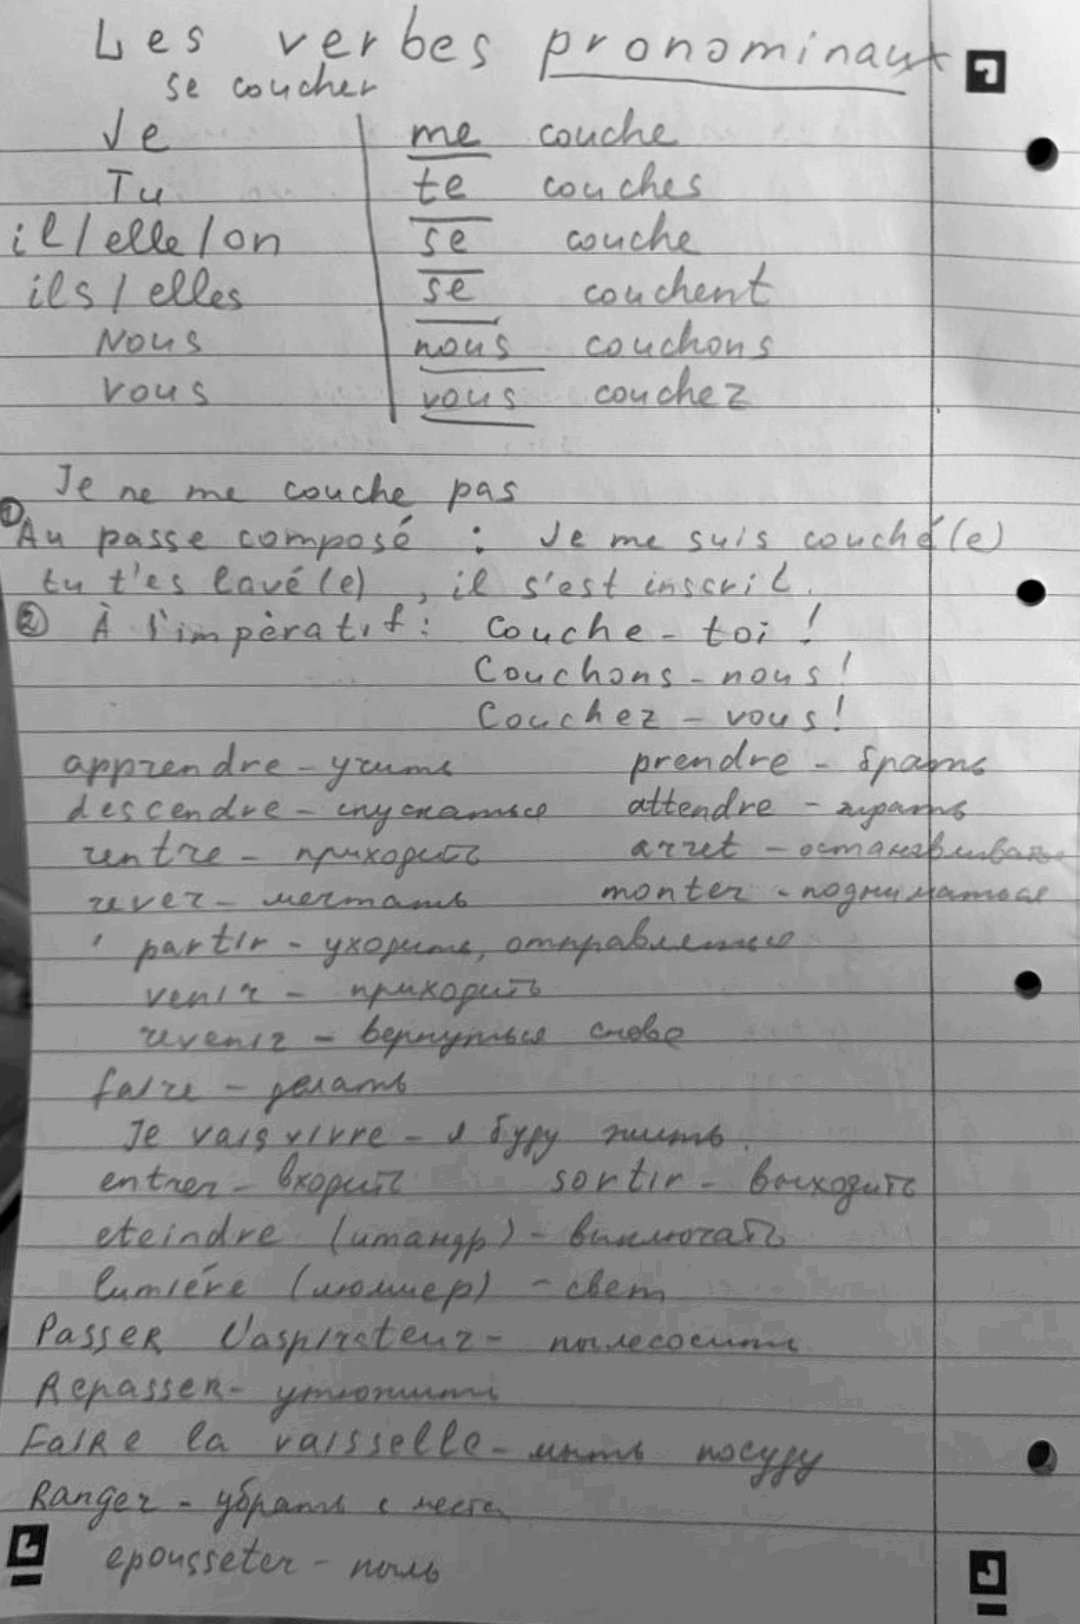 Les verbes pronominaux
se coucher
Je me couche
Tu te couches
il/elle/on se couche
ils/elles se couchent
Nous nous couchons
vous vous couchez
Je ne me couche pas
① Au passe composé : Je me suis couché(e)
tu t'es lavé(e), il s'est inscrit.
② À l'impèratif: Couche-toi!
Couchons-nous!
Couchez-vous!
apprendre - учить prendre - брать
descendre - спускаться attendre - ждать
rentre - приходить arret - останавливать
rever - мечтать monter - подниматься
partir - уходить, отправляться
venir - приходить
revenir - вернуться снова
faire - делать
Je vais vivre - я буду жить.
entrer - входить sortir - выходить
eteindre (итандр) - выключать
lumiére (люмиер) - свет
Passer l'aspirateur - пылесосить
Repasser - утюжить
Faire la vaisselle - мыть посуду
Ranger - убрать с места
epousseter - пыль